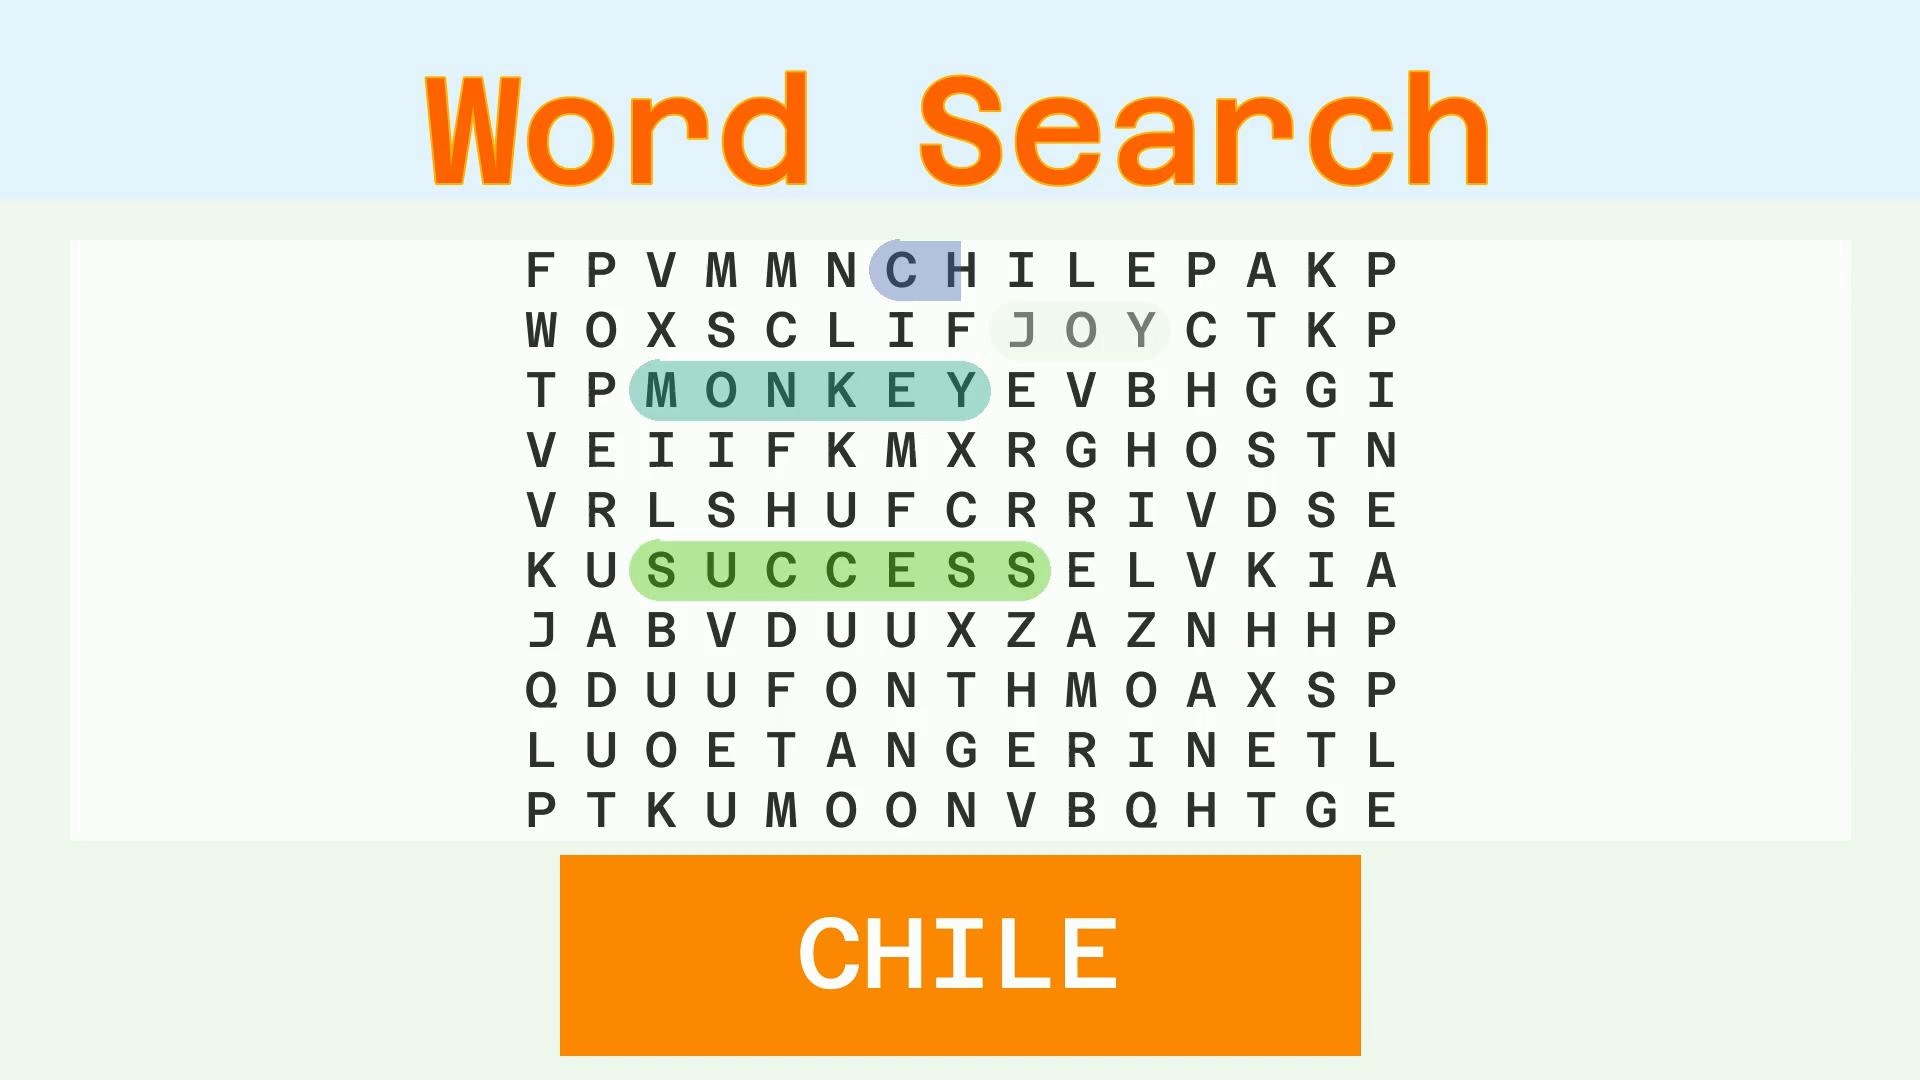 Word Search
F P V M M N C H I L E P A K P
W O X S C L I F J O Y C T K P
T P M O N K E Y E V B H G G I
V E I I F K M X R G H O S T N
V R L S H U F C R R I V D S E
K U S U C C E S S E L V K I A
J A B V D U U X Z A Z N H H P
Q D U U F O N T H M O A X S P
L U O E T A N G E R I N E T L
P T K U M O O N V B Q H T G E
CHILE